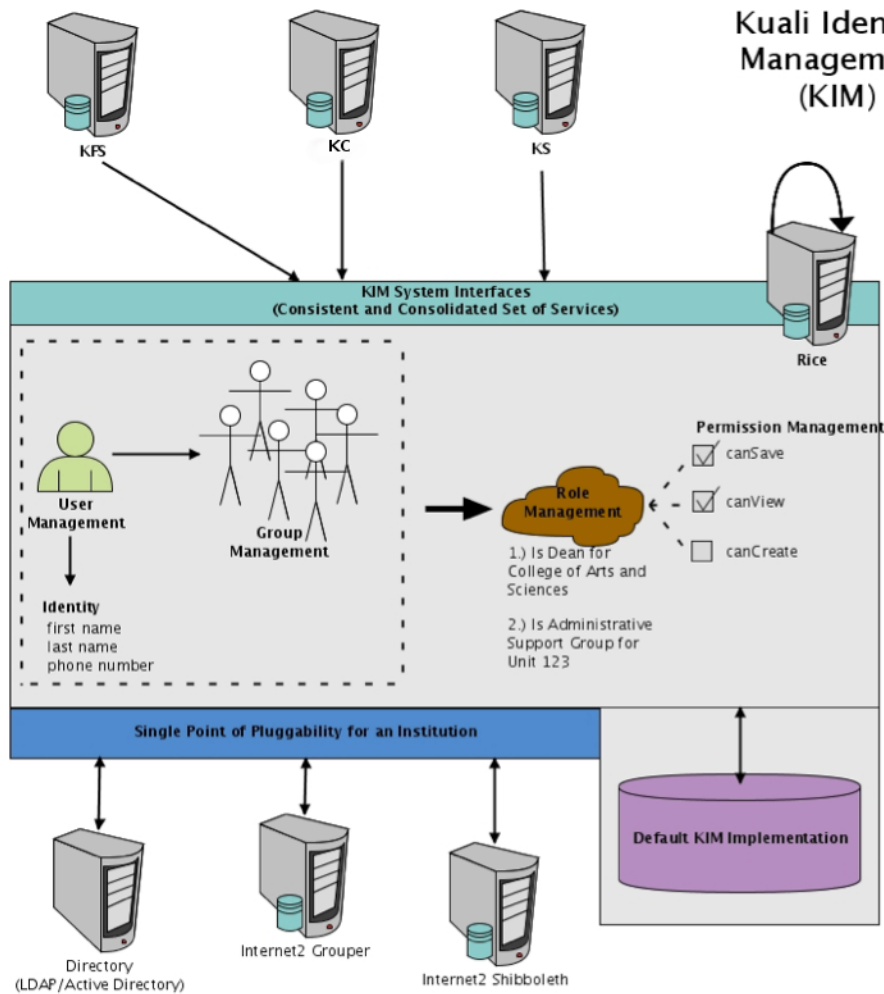 Kuali Iden
Managem
(KIM)
KFS
KC
KS
KIM System Interfaces
(Consistent and Consolidated Set of Services)
Rice
User
Management
Group
Management
Identity
first name
last name
phone number
Role
Management
1.) Is Dean for
College of Arts and
Sciences
2.) Is Administrative
Support Group for
Unit 123
Permission Management
canSave
canView
canCreate
Single Point of Pluggability for an Institution
Default KIM Implementation
Directory
(LDAP/Active Directory)
Internet2 Grouper
Internet2 Shibboleth